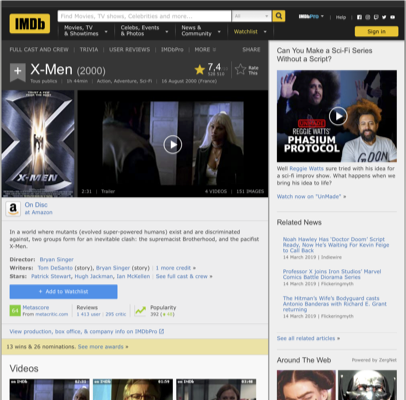 IMDb
Find Movies, TV shows, Celebrities and more...
All
IMDbPro
Help
Movies, TV & Showtimes
Celebs, Events & Photos
News & Community
Watchlist
Sign in
FULL CAST AND CREW | TRIVIA | USER REVIEWS | IMDbPro | MORE
SHARE
X-Men (2000)
7,4
Rate This
Tous publics | 1h 44min | Action, Adventure, Sci-Fi | 16 August 2000 (France)
X-MEN
2:31 | Trailer
4 VIDEOS | 151 IMAGES
On Disc
at Amazon
In a world where mutants (evolved super-powered humans) exist and are discriminated
against, two groups form for an inevitable clash: the supremacist Brotherhood, and the pacifist
X-Men.
Director: Bryan Singer
Writers: Tom DeSanto (story), Bryan Singer (story) | 1 more credit »
Stars: Patrick Stewart, Hugh Jackman, Ian McKellen | See full cast & crew »
+ Add to Watchlist
64
Metascore
From metacritic.com
Reviews
1 413 user | 295 critic
Popularity
View production, box office, & company info on IMDbPro
13 wins & 26 nominations. See more awards »
Videos
Can You Make a Sci-Fi Series
Without a Script?
REGGIE WATTS'
PHASIUM
PROTOCOL
Well Reggie Watts sure tried with his idea for
a sci-fi improv show. What happens when we
bring his idea to life?
Watch now on "UnMade" »
Related News
Noah Hawley Has 'Doctor Doom' Script
Ready, Now He's Waiting For Kevin Feige
to Call Back
14 March 2019 | Indiewire
Professor X joins Iron Studios' Marvel
Comics Battle Diorama Series
14 March 2019 | Flickeringmyth
The Hitman's Wife's Bodyguard casts
Antonio Banderas with Richard E. Grant
returning
14 March 2019 | Flickeringmyth
See all related articles »
Around The Web
Powered by ZergNet